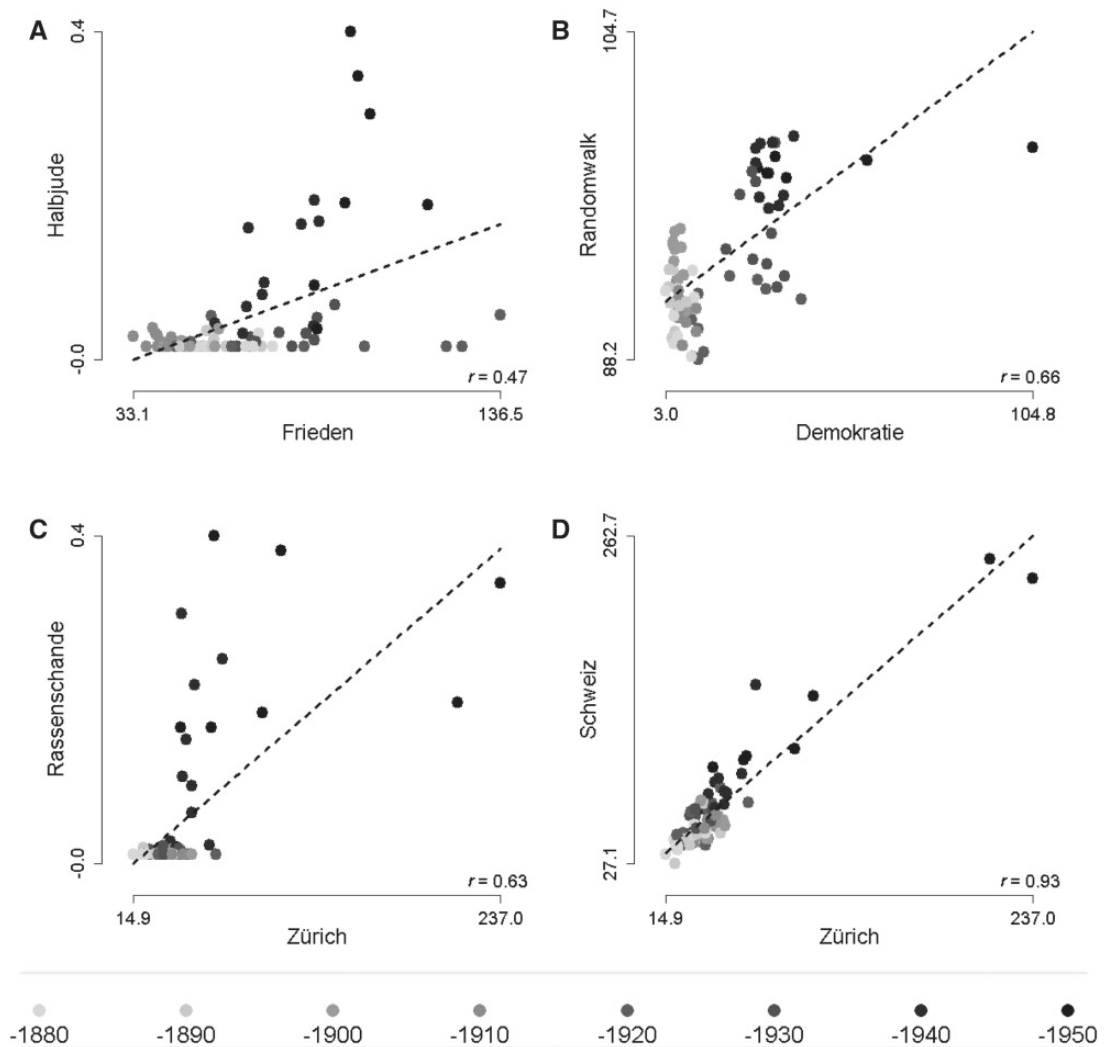 A
0.4
Halbjude
-0.0
r = 0.47
33.1 136.5
Frieden
B
104.7
Randomwalk
88.2
r = 0.66
3.0 104.8
Demokratie
C
0.4
Rassenschande
-0.0
r = 0.63
14.9 237.0
Zürich
D
262.7
Schweiz
27.1
r = 0.93
14.9 237.0
Zürich
-1880 -1890 -1900 -1910 -1920 -1930 -1940 -1950